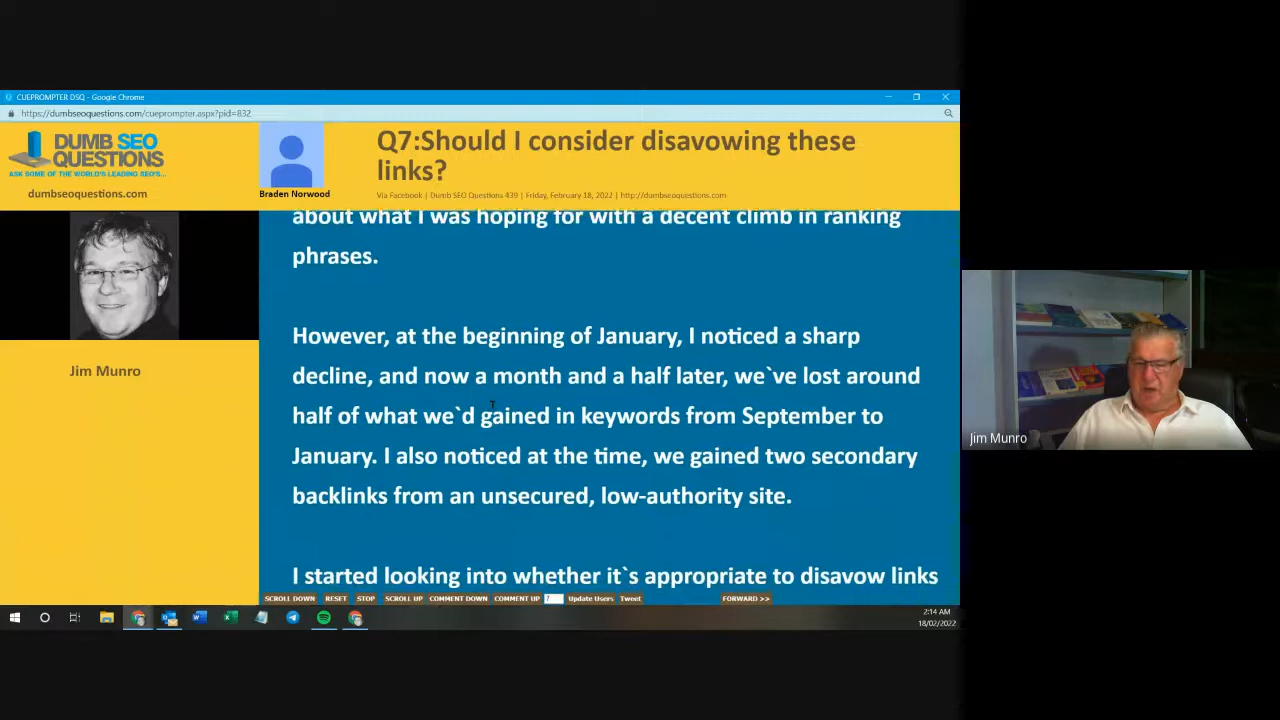 CUEPROMPTER DSQ - Google Chrome
https://dumbseoquestions.com/cueprompter.aspx?pid=832
DUMB SEO
QUESTIONS
ASK SOME OF THE WORLD'S LEADING SEO'S...
dumbseoquestions.com
Braden Norwood
Q7:Should I consider disavowing these
links?
Via Facebook | Dumb SEO Questions 439 | Friday, February 18, 2022 | http://dumbseoquestions.com
Jim Munro
about what I was hoping for with a decent climb in ranking
phrases.
However, at the beginning of January, I noticed a sharp
decline, and now a month and a half later, we`ve lost around
half of what we`d gained in keywords from September to
January. I also noticed at the time, we gained two secondary
backlinks from an unsecured, low-authority site.
I started looking into whether it`s appropriate to disavow links
SCROLL DOWN RESET STOP SCROLL UP COMMENT DOWN COMMENT UP 7 Update Users Tweet FORWARD >>
2:14 AM
18/02/2022
Jim Munro